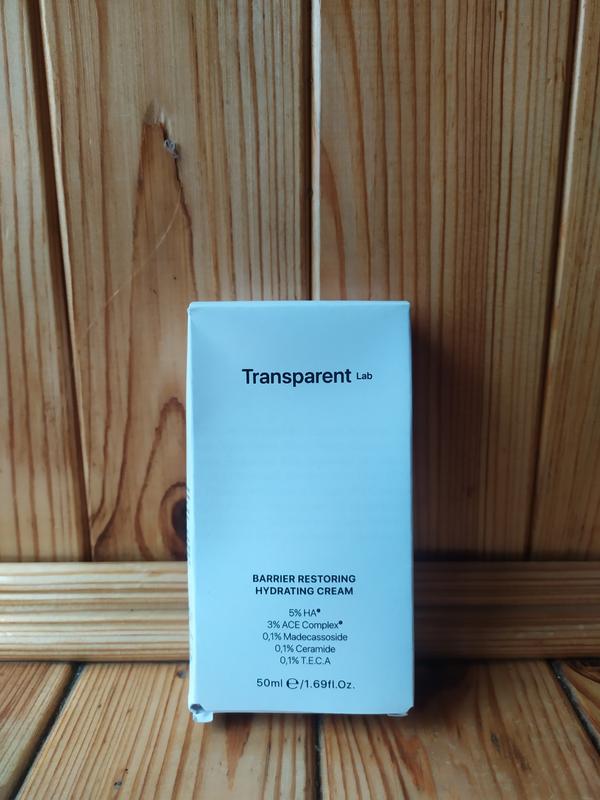 Transparent Lab
BARRIER RESTORING
HYDRATING CREAM
5% HA•
3% ACE Complex•
0,1% Madecassoside
0,1% Ceramide
0,1% T.E.C.A
50ml ℮/1.69fl.Oz.